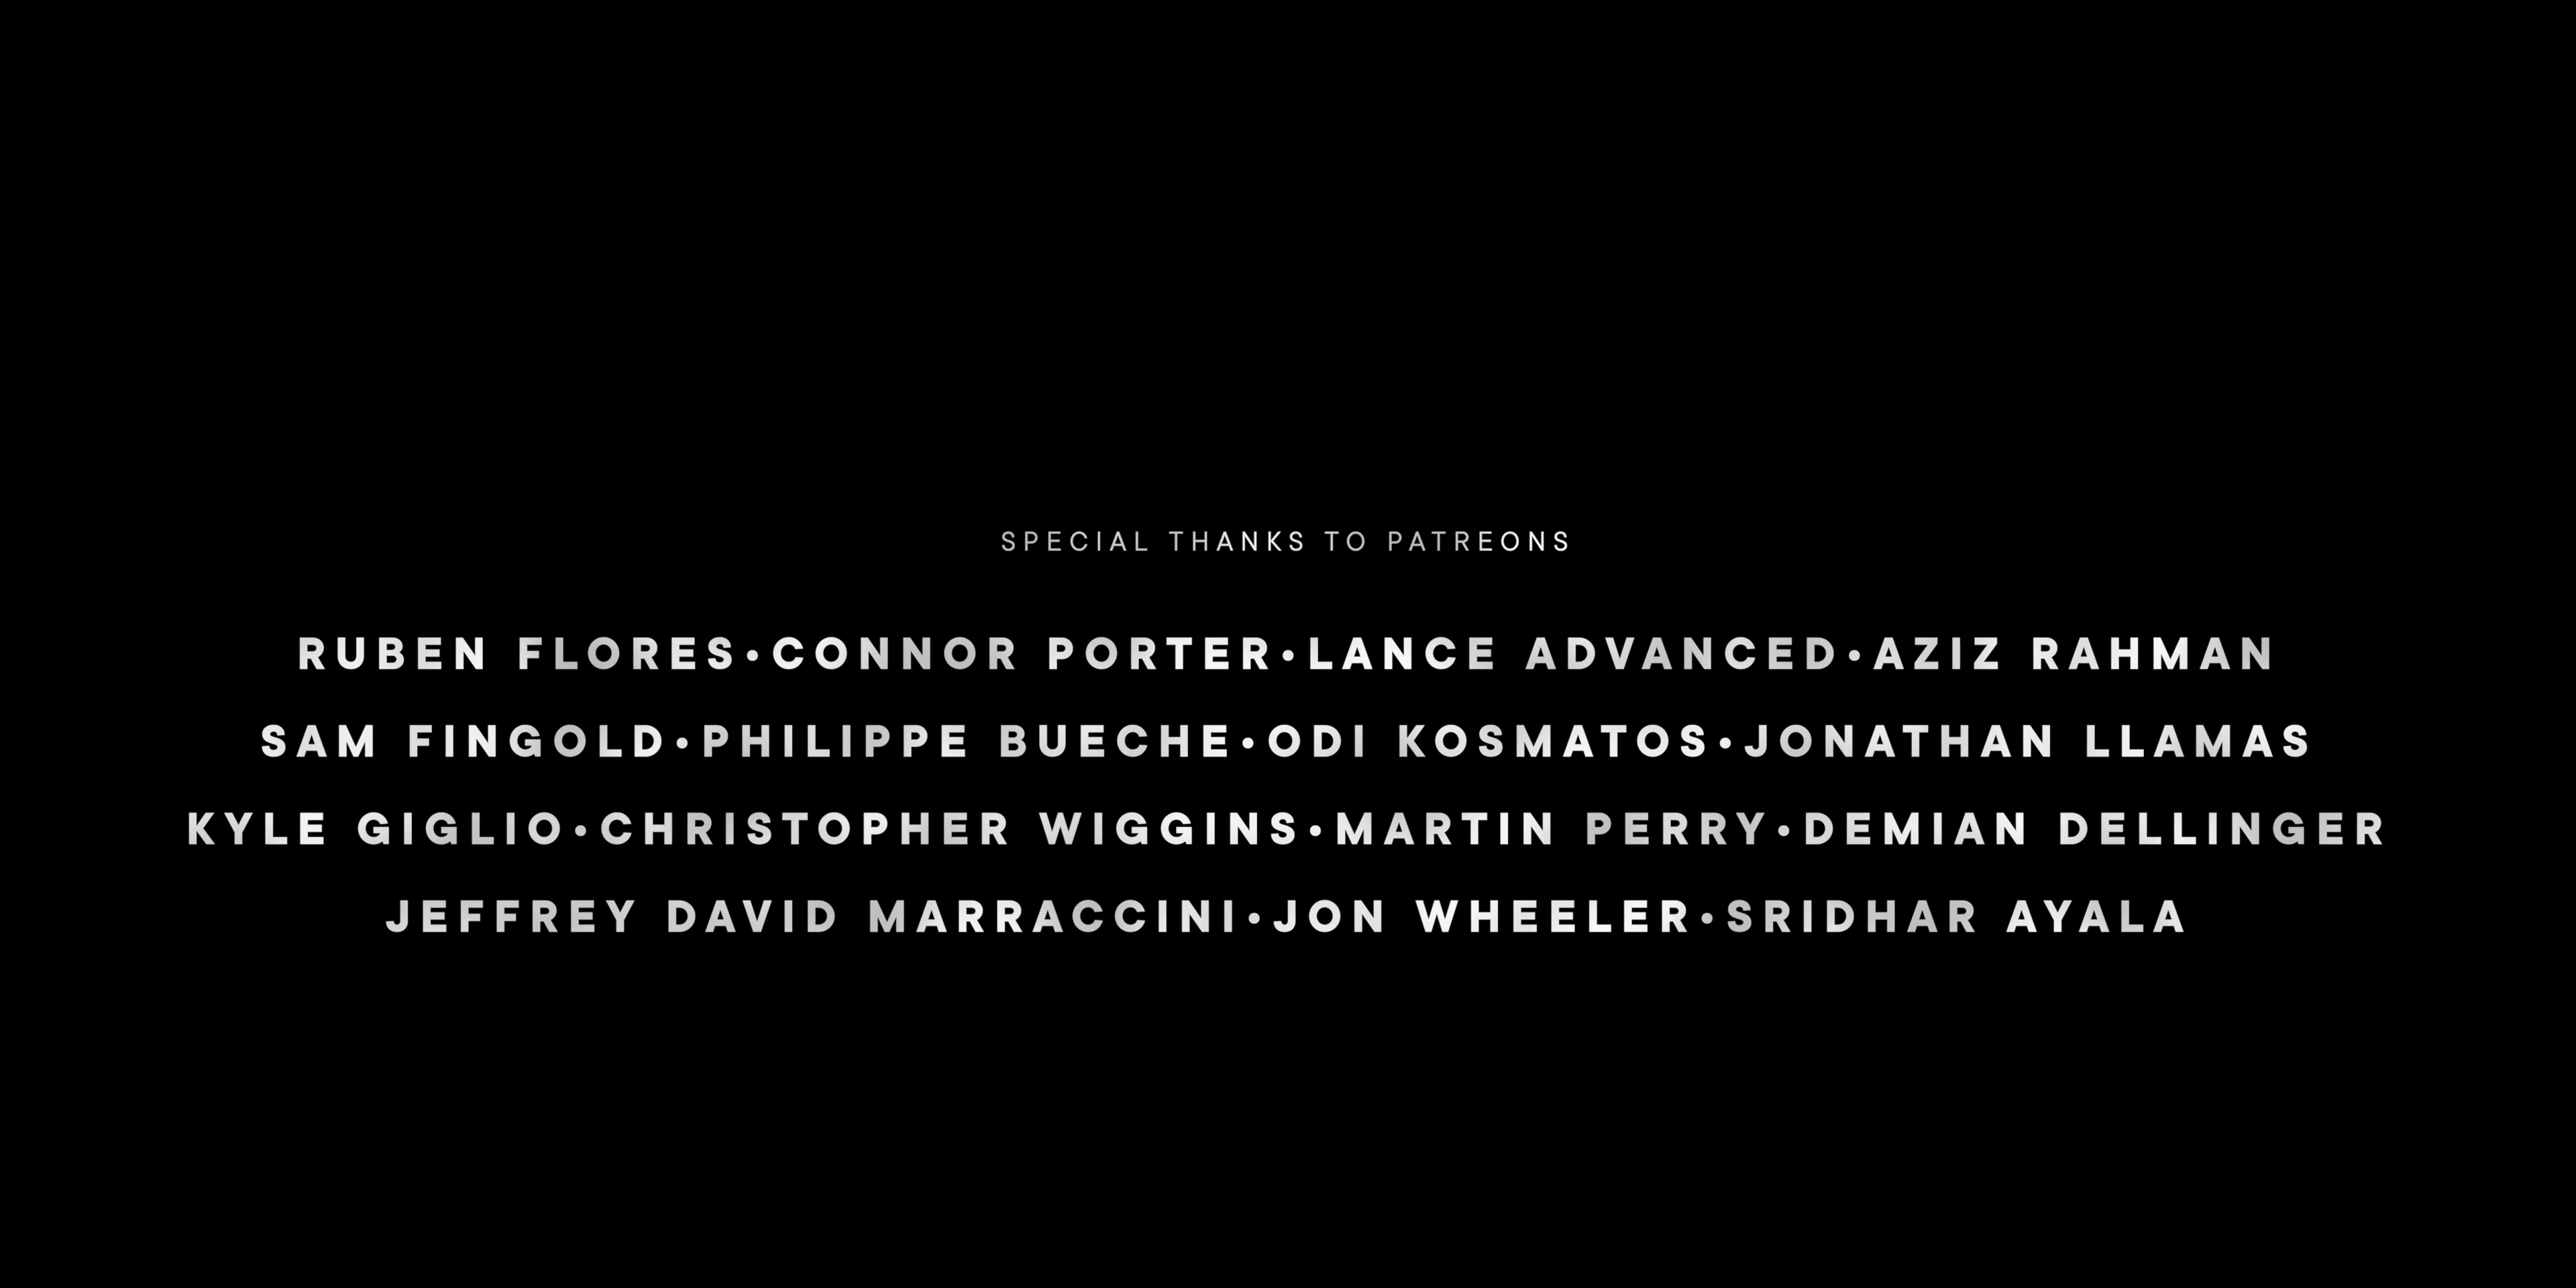 SPECIAL THANKS TO PATREONS
RUBEN FLORES•CONNOR PORTER•LANCE ADVANCED•AZIZ RAHMAN
SAM FINGOLD•PHILIPPE BUECHE•ODI KOSMATOS•JONATHAN LLAMAS
KYLE GIGLIO•CHRISTOPHER WIGGINS•MARTIN PERRY•DEMIAN DELLINGER
JEFFREY DAVID MARRACCINI•JON WHEELER•SRIDHAR AYALA